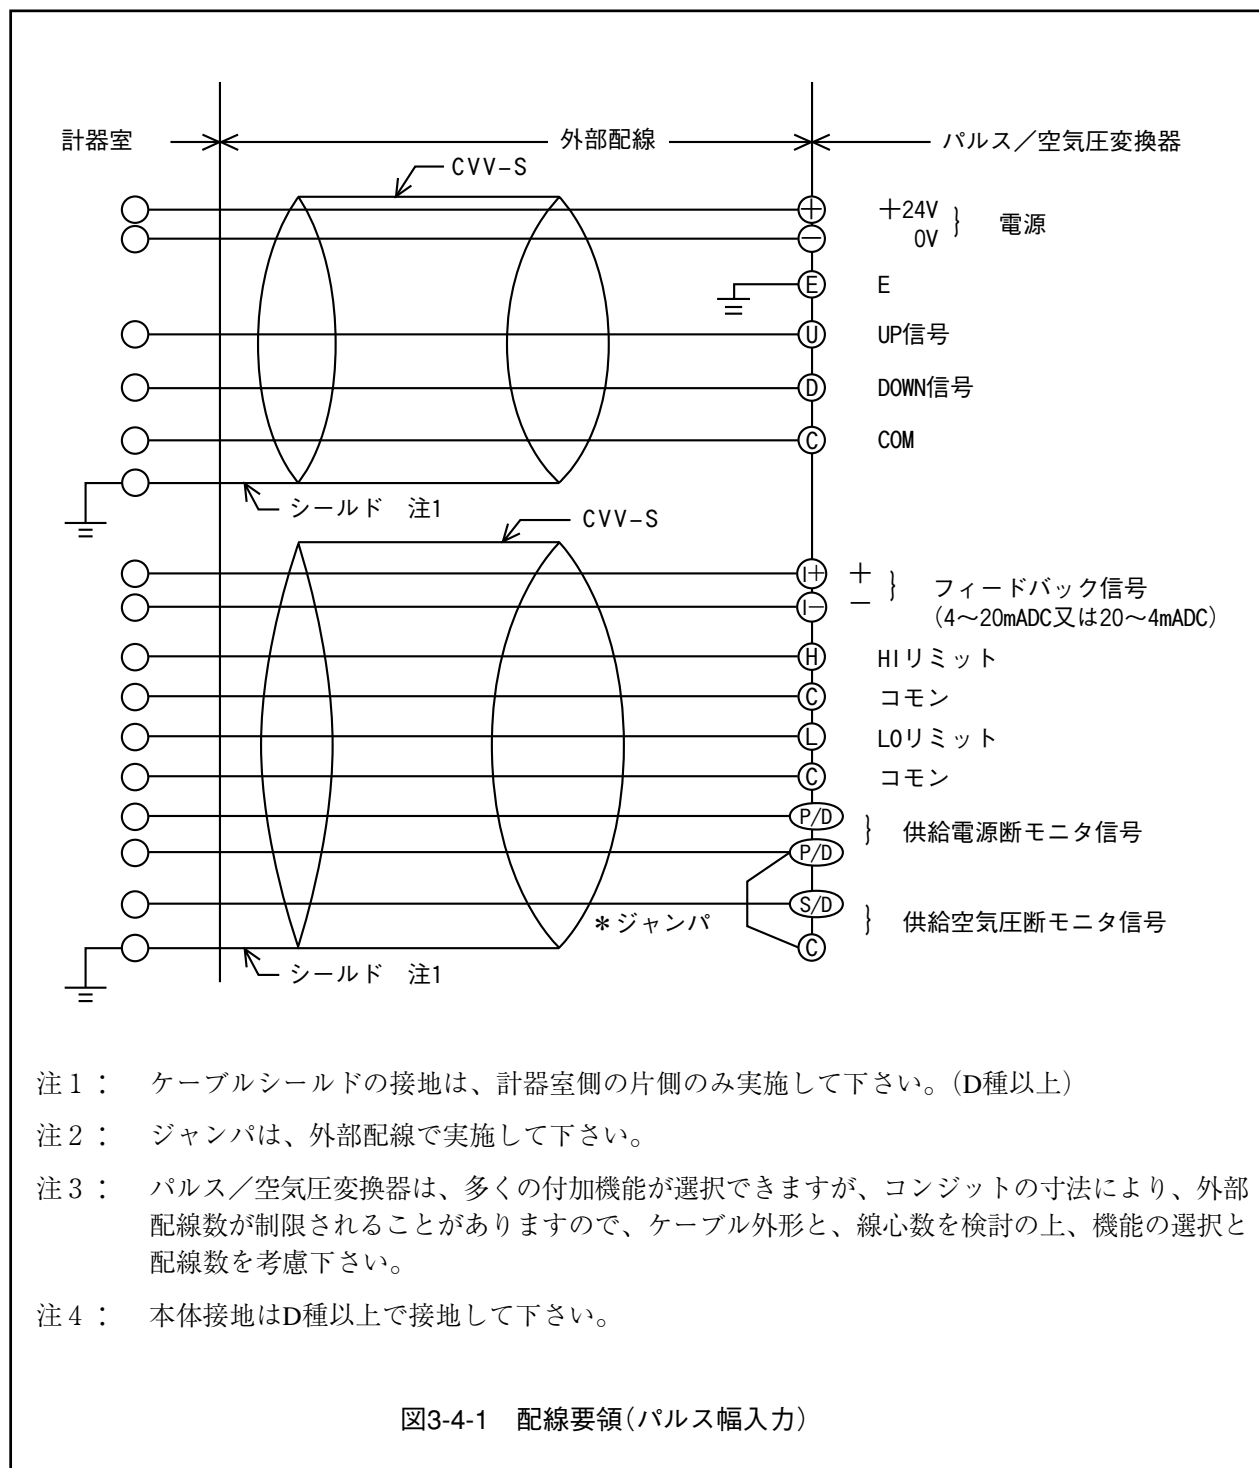 計器室 外部配線 パルス／空気圧変換器
CVV-S
＋ ＋24V
－ 0V } 電源
E E
U UP信号
D DOWN信号
C COM
シールド 注1
CVV-S
I＋ ＋
I－ － } フィードバック信号
（4〜20mADC又は20〜4mADC）
H HIリミット
C コモン
L LOリミット
C コモン
P/D
P/D } 供給電源断モニタ信号
S/D
＊ジャンパ } 供給空気圧断モニタ信号
C
シールド 注1
注１： ケーブルシールドの接地は、計器室側の片側のみ実施して下さい。（D種以上）
注２： ジャンパは、外部配線で実施して下さい。
注３： パルス／空気圧変換器は、多くの付加機能が選択できますが、コンジットの寸法により、外部
配線数が制限されることがありますので、ケーブル外形と、線心数を検討の上、機能の選択と
配線数を考慮下さい。
注４： 本体接地はD種以上で接地して下さい。
図3-4-1 配線要領（パルス幅入力）